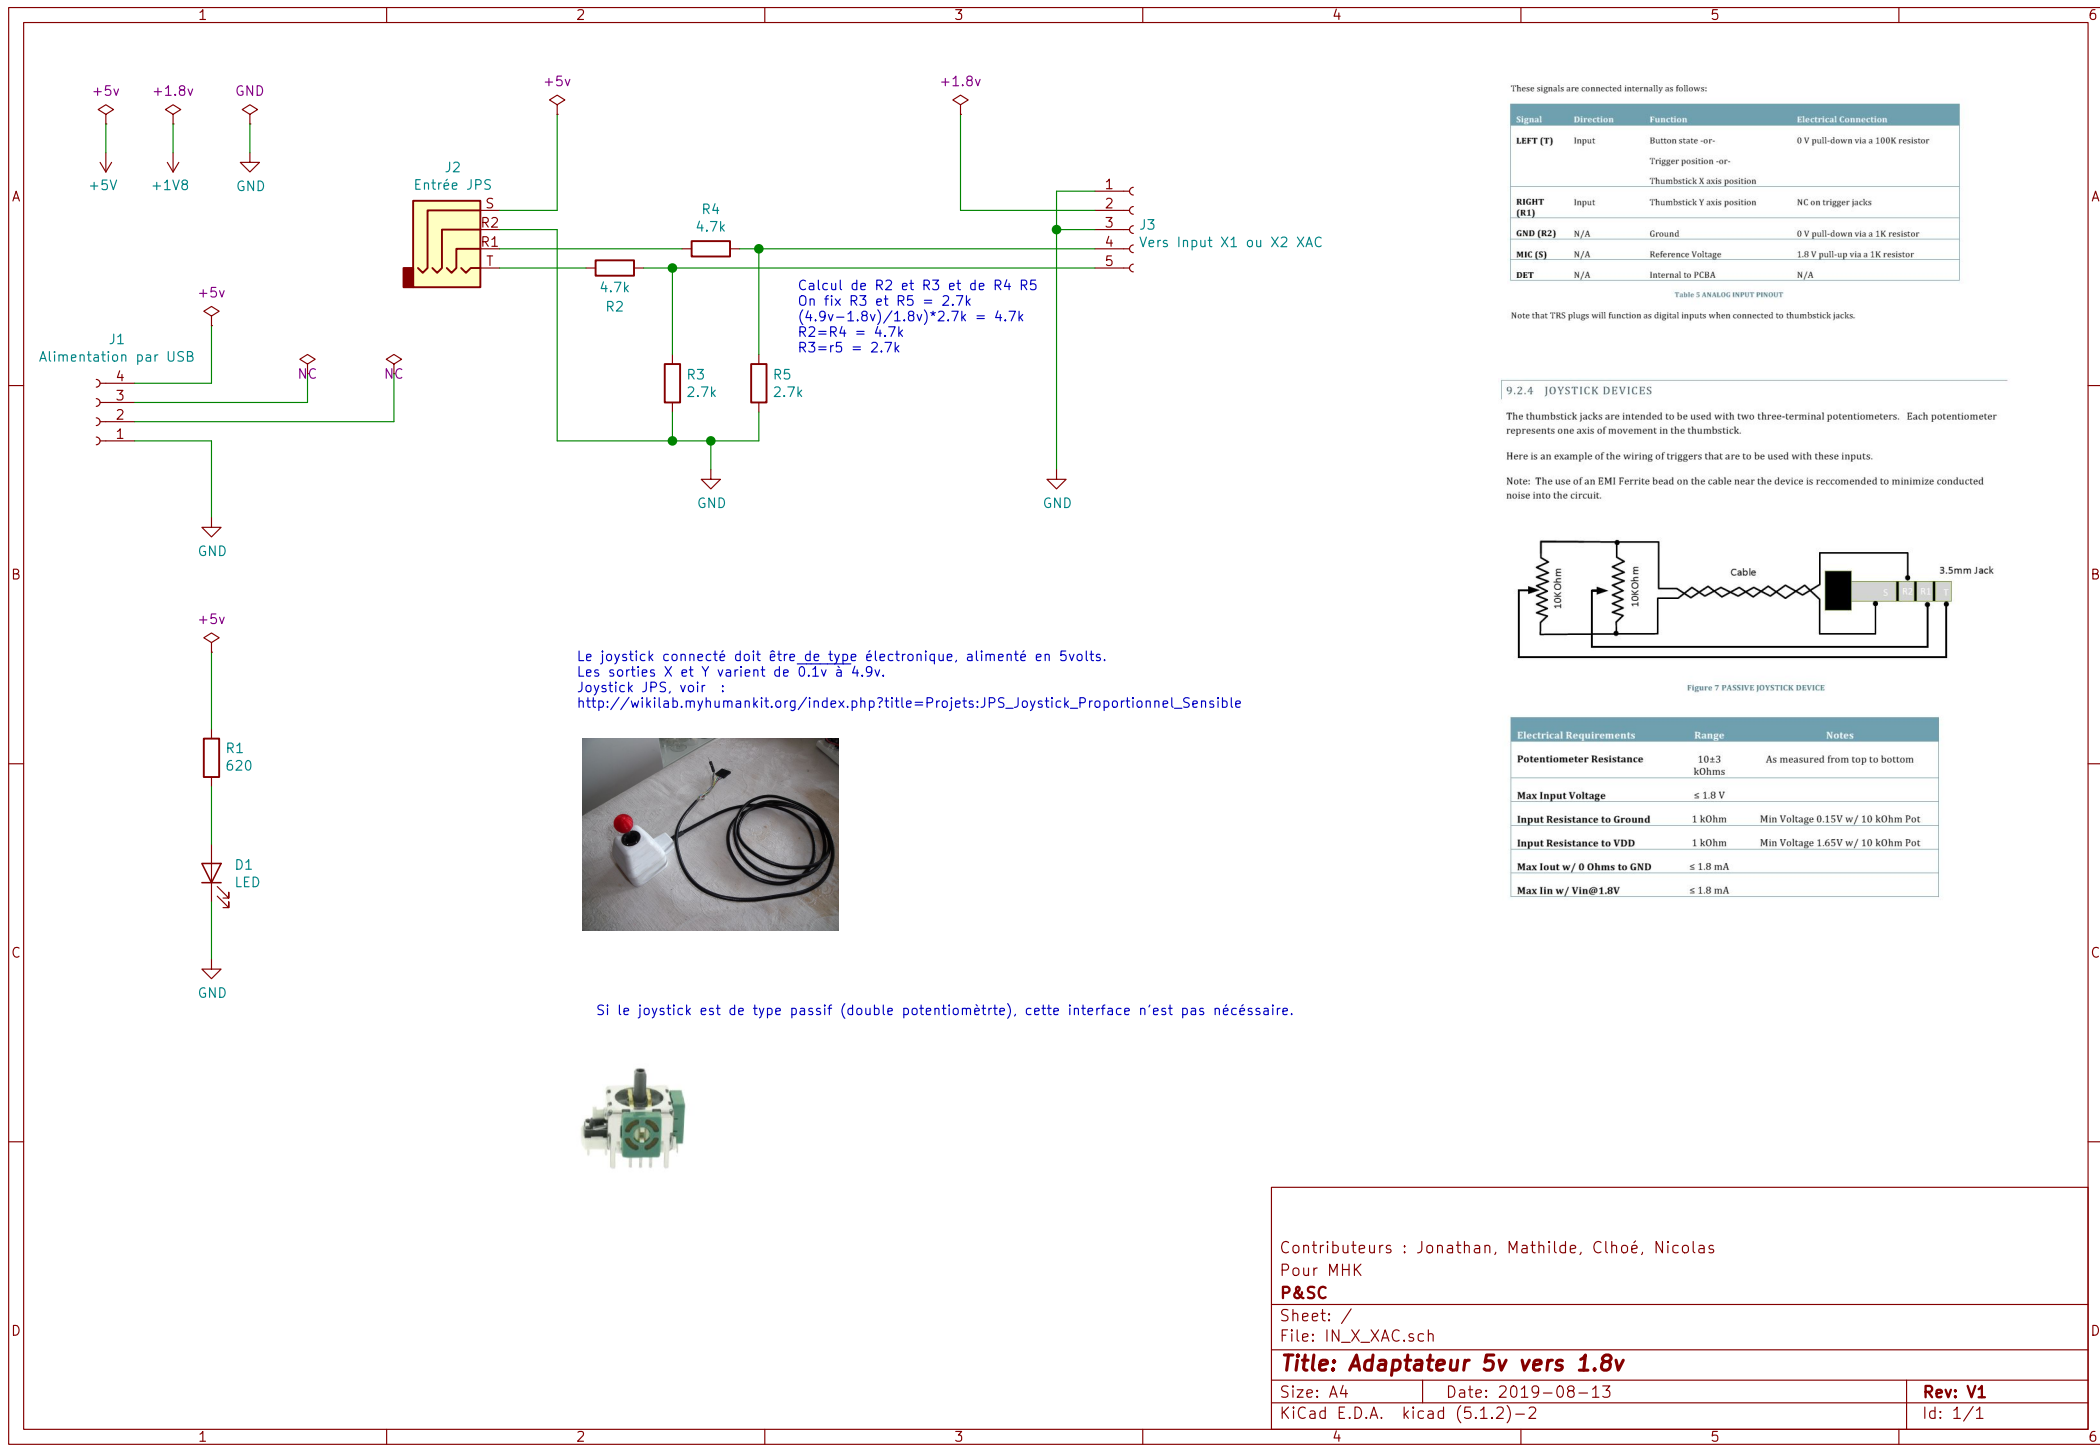 1 2 3 4 5 6
A
B
C
D
+5v +1.8v GND
+5V +1V8 GND
+5v
+1.8v
J2
Entrée JPS
S
R2
R1
T
R4
4.7k
4.7k
R2
1
2
3
4
5
J3
Vers Input X1 ou X2 XAC
Calcul de R2 et R3 et de R4 R5
On fix R3 et R5 = 2.7k
(4.9v-1.8v)/1.8v)*2.7k = 4.7k
R2=R4 = 4.7k
R3=r5 = 2.7k
R3
2.7k
R5
2.7k
GND
GND
+5v
J1
Alimentation par USB
NC NC
4
3
2
1
GND
+5v
R1
620
D1
LED
GND
Le joystick connecté doit être de type électronique, alimenté en 5volts.
Les sorties X et Y varient de 0.1v à 4.9v.
Joystick JPS, voir :
http://wikilab.myhumankit.org/index.php?title=Projets:JPS_Joystick_Proportionnel_Sensible
Si le joystick est de type passif (double potentiomètrte), cette interface n'est pas nécéssaire.
These signals are connected internally as follows:
Signal Direction Function Electrical Connection
LEFT (T) Input Button state -or- 0 V pull-down via a 100K resistor
Trigger position -or-
Thumbstick X axis position
RIGHT (R1) Input Thumbstick Y axis position NC on trigger jacks
GND (R2) N/A Ground 0 V pull-down via a 1K resistor
MIC (S) N/A Reference Voltage 1.8 V pull-up via a 1K resistor
DET N/A Internal to PCBA N/A
Table 5 ANALOG INPUT PINOUT
Note that TRS plugs will function as digital inputs when connected to thumbstick jacks.
9.2.4 JOYSTICK DEVICES
The thumbstick jacks are intended to be used with two three-terminal potentiometers. Each potentiometer
represents one axis of movement in the thumbstick.
Here is an example of the wiring of triggers that are to be used with these inputs.
Note: The use of an EMI Ferrite bead on the cable near the device is reccomended to minimize conducted
noise into the circuit.
10KOhm
10KOhm
Cable
3.5mm Jack
S R2 R1 T
Figure 7 PASSIVE JOYSTICK DEVICE
Electrical Requirements Range Notes
Potentiometer Resistance 10±3 kOhms As measured from top to bottom
Max Input Voltage ≤ 1.8 V
Input Resistance to Ground 1 kOhm Min Voltage 0.15V w/ 10 kOhm Pot
Input Resistance to VDD 1 kOhm Min Voltage 1.65V w/ 10 kOhm Pot
Max Iout w/ 0 Ohms to GND ≤ 1.8 mA
Max Iin w/ Vin@1.8V ≤ 1.8 mA
Contributeurs : Jonathan, Mathilde, Clhoé, Nicolas
Pour MHK
P&SC
Sheet: /
File: IN_X_XAC.sch
Title: Adaptateur 5v vers 1.8v
Size: A4 Date: 2019-08-13 Rev: V1
KiCad E.D.A. kicad (5.1.2)-2 Id: 1/1
A
B
C
D
1 2 3 4 5 6